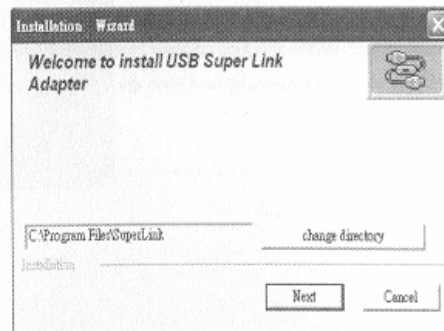 Installation Wizard
Welcome to install USB Super Link
Adapter
C:\Program Files\SuperLink
change directory
Installation
Next
Cancel